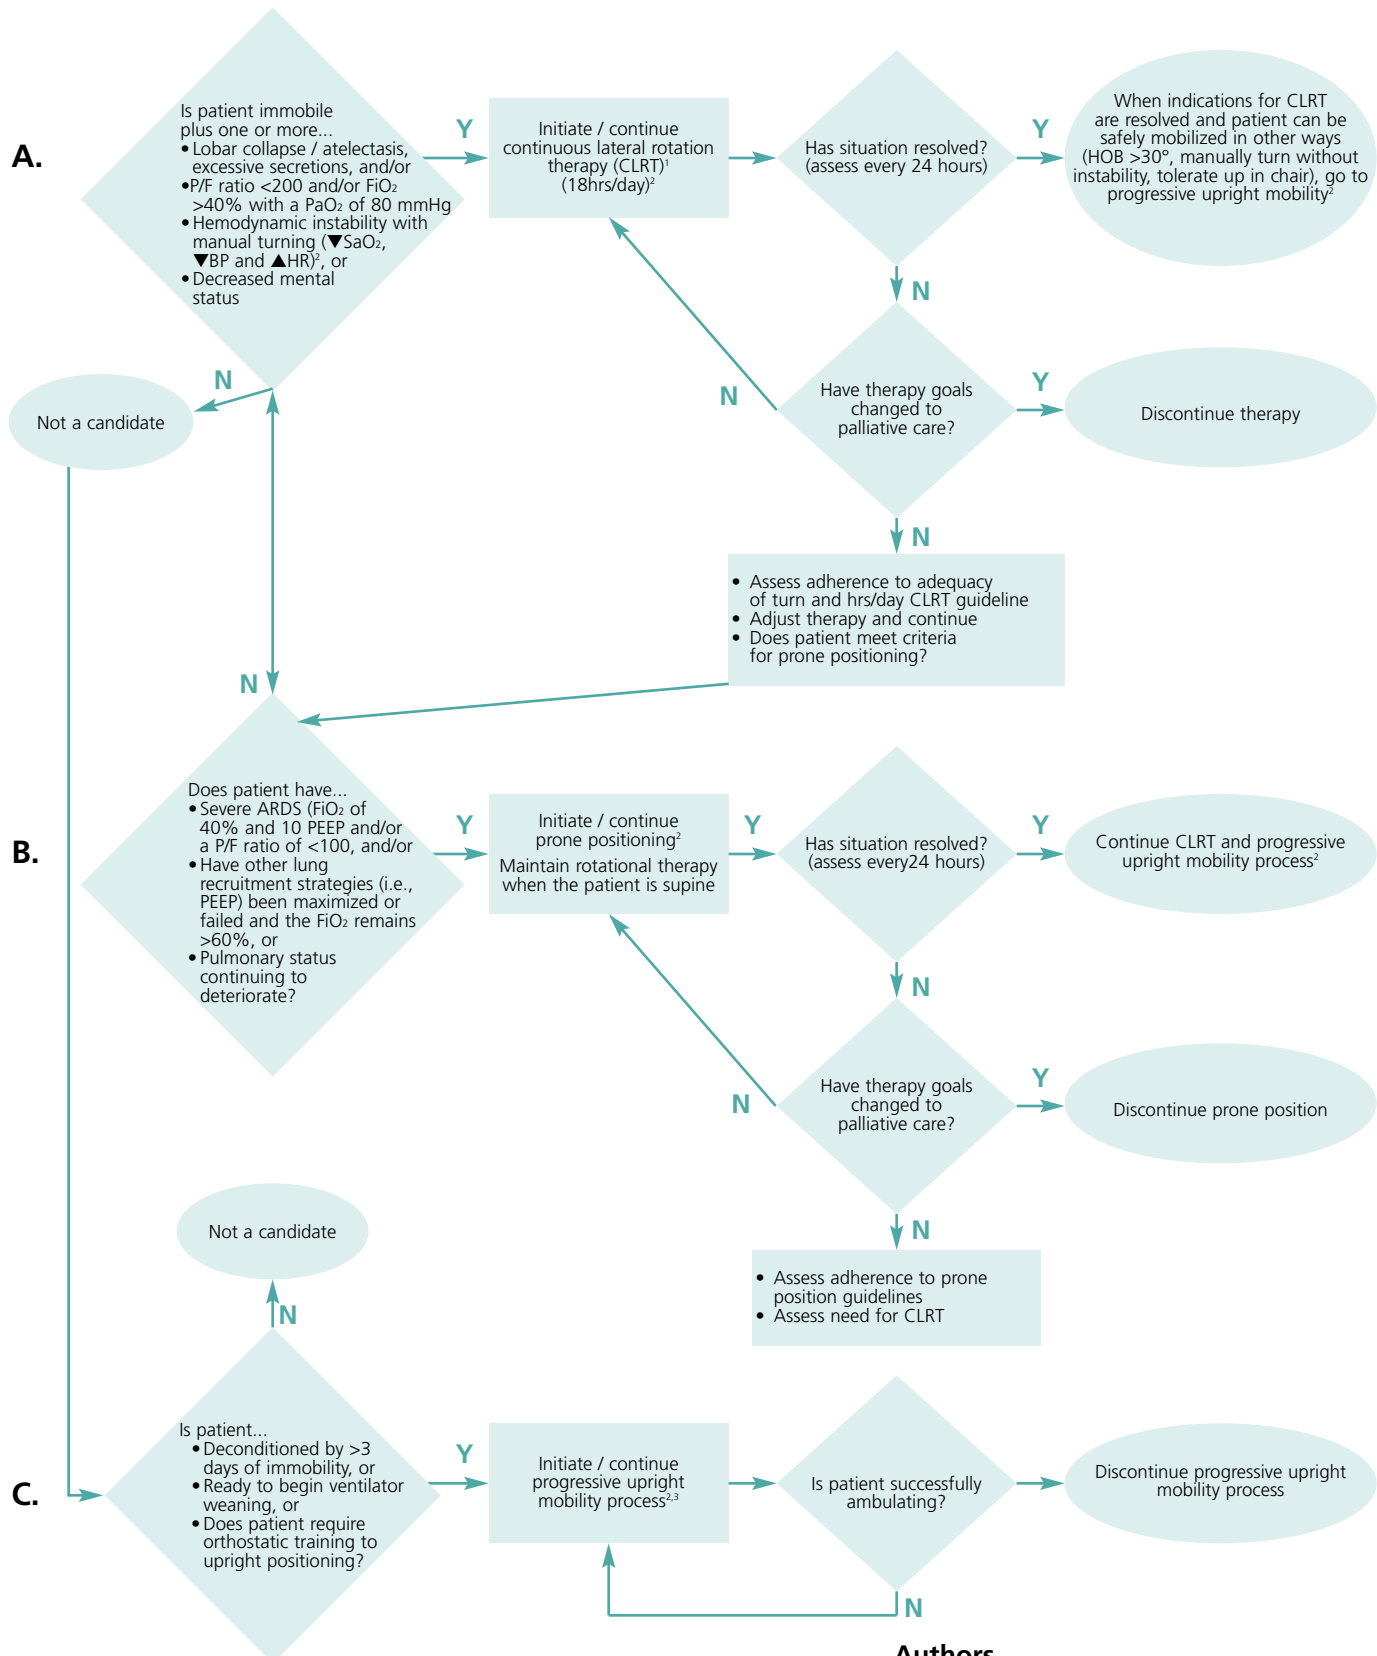 A.
Is patient immobile
plus one or more...
• Lobar collapse / atelectasis,
excessive secretions, and/or
•P/F ratio <200 and/or FiO₂
>40% with a PaO₂ of 80 mmHg
• Hemodynamic instability with
manual turning (▼SaO₂,
▼BP and ▲HR)², or
• Decreased mental
status
Y
Initiate / continue
continuous lateral rotation
therapy (CLRT)¹
(18hrs/day)²
Has situation resolved?
(assess every 24 hours)
Y
When indications for CLRT
are resolved and patient can be
safely mobilized in other ways
(HOB >30°, manually turn without
instability, tolerate up in chair), go to
progressive upright mobility²
N
N
Not a candidate
N
Have therapy goals
changed to
palliative care?
Y
Discontinue therapy
N
• Assess adherence to adequacy
of turn and hrs/day CLRT guideline
• Adjust therapy and continue
• Does patient meet criteria
for prone positioning?
N
B.
Does patient have...
• Severe ARDS (FiO₂ of
40% and 10 PEEP and/or
a P/F ratio of <100, and/or
• Have other lung
recruitment strategies (i.e.,
PEEP) been maximized or
failed and the FiO₂ remains
>60%, or
• Pulmonary status
continuing to
deteriorate?
Y
Initiate / continue
prone positioning²
Maintain rotational therapy
when the patient is supine
Y
Has situation resolved?
(assess every24 hours)
Y
Continue CLRT and progressive
upright mobility process²
N
N
Have therapy goals
changed to
palliative care?
Y
Discontinue prone position
N
• Assess adherence to prone
position guidelines
• Assess need for CLRT
Not a candidate
N
C.
Is patient...
• Deconditioned by >3
days of immobility, or
• Ready to begin ventilator
weaning, or
• Does patient require
orthostatic training to
upright positioning?
Y
Initiate / continue
progressive upright
mobility process²,³
Is patient successfully
ambulating?
Discontinue progressive upright
mobility process
N
Authors